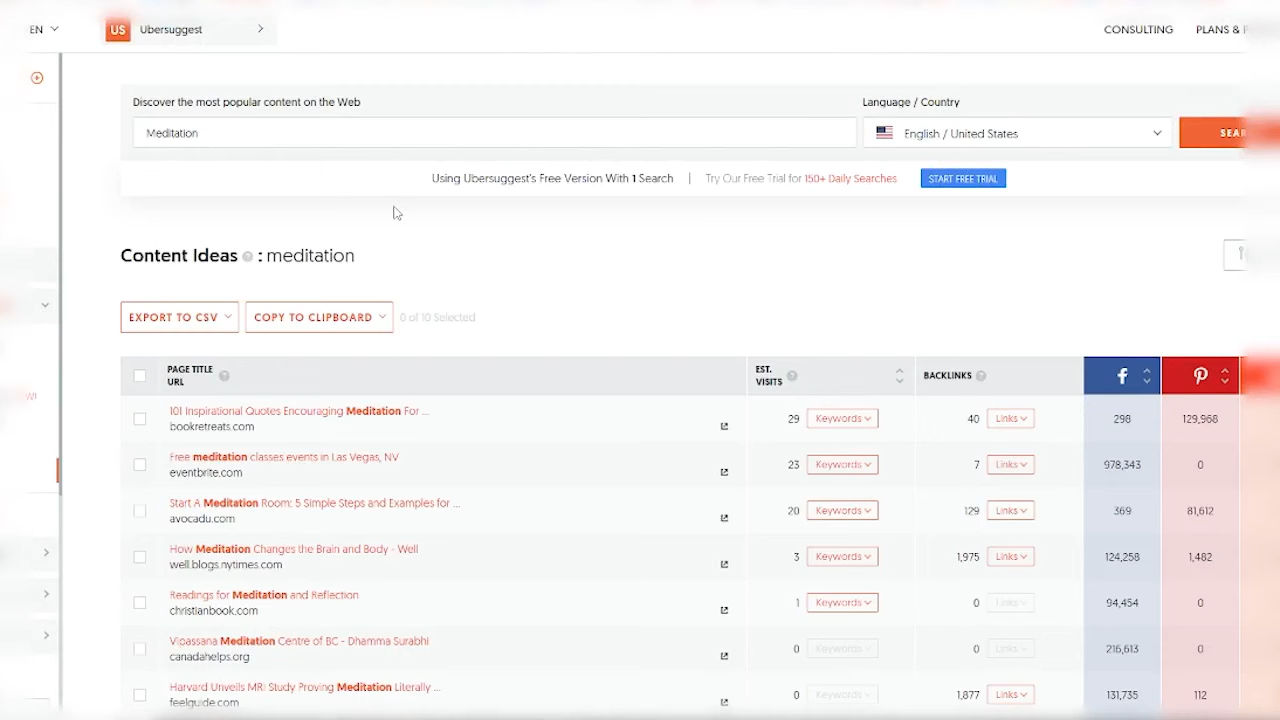 EN
US Ubersuggest
CONSULTING
PLANS &
Discover the most popular content on the Web
Language / Country
Meditation
English / United States
SEAR
Using Ubersuggest's Free Version With 1 Search | Try Our Free Trial for 150+ Daily Searches
START FREE TRIAL
Content Ideas ? : meditation
EXPORT TO CSV
COPY TO CLIPBOARD
0 of 10 Selected
PAGE TITLE
URL
EST.
VISITS
BACKLINKS
101 Inspirational Quotes Encouraging Meditation For ...
bookretreats.com
29 Keywords 40 Links 298 129,968
Free meditation classes events in Las Vegas, NV
eventbrite.com
23 Keywords 7 Links 978,343 0
Start A Meditation Room: 5 Simple Steps and Examples for ...
avocadu.com
20 Keywords 129 Links 369 81,612
How Meditation Changes the Brain and Body - Well
well.blogs.nytimes.com
3 Keywords 1,975 Links 124,258 1,482
Readings for Meditation and Reflection
christianbook.com
1 Keywords 0 Links 94,454 0
Vipassana Meditation Centre of BC - Dhamma Surabhi
canadahelps.org
0 Keywords 0 Links 216,613 0
Harvard Unveils MRI Study Proving Meditation Literally ...
feelguide.com
0 Keywords 1,877 Links 131,735 112